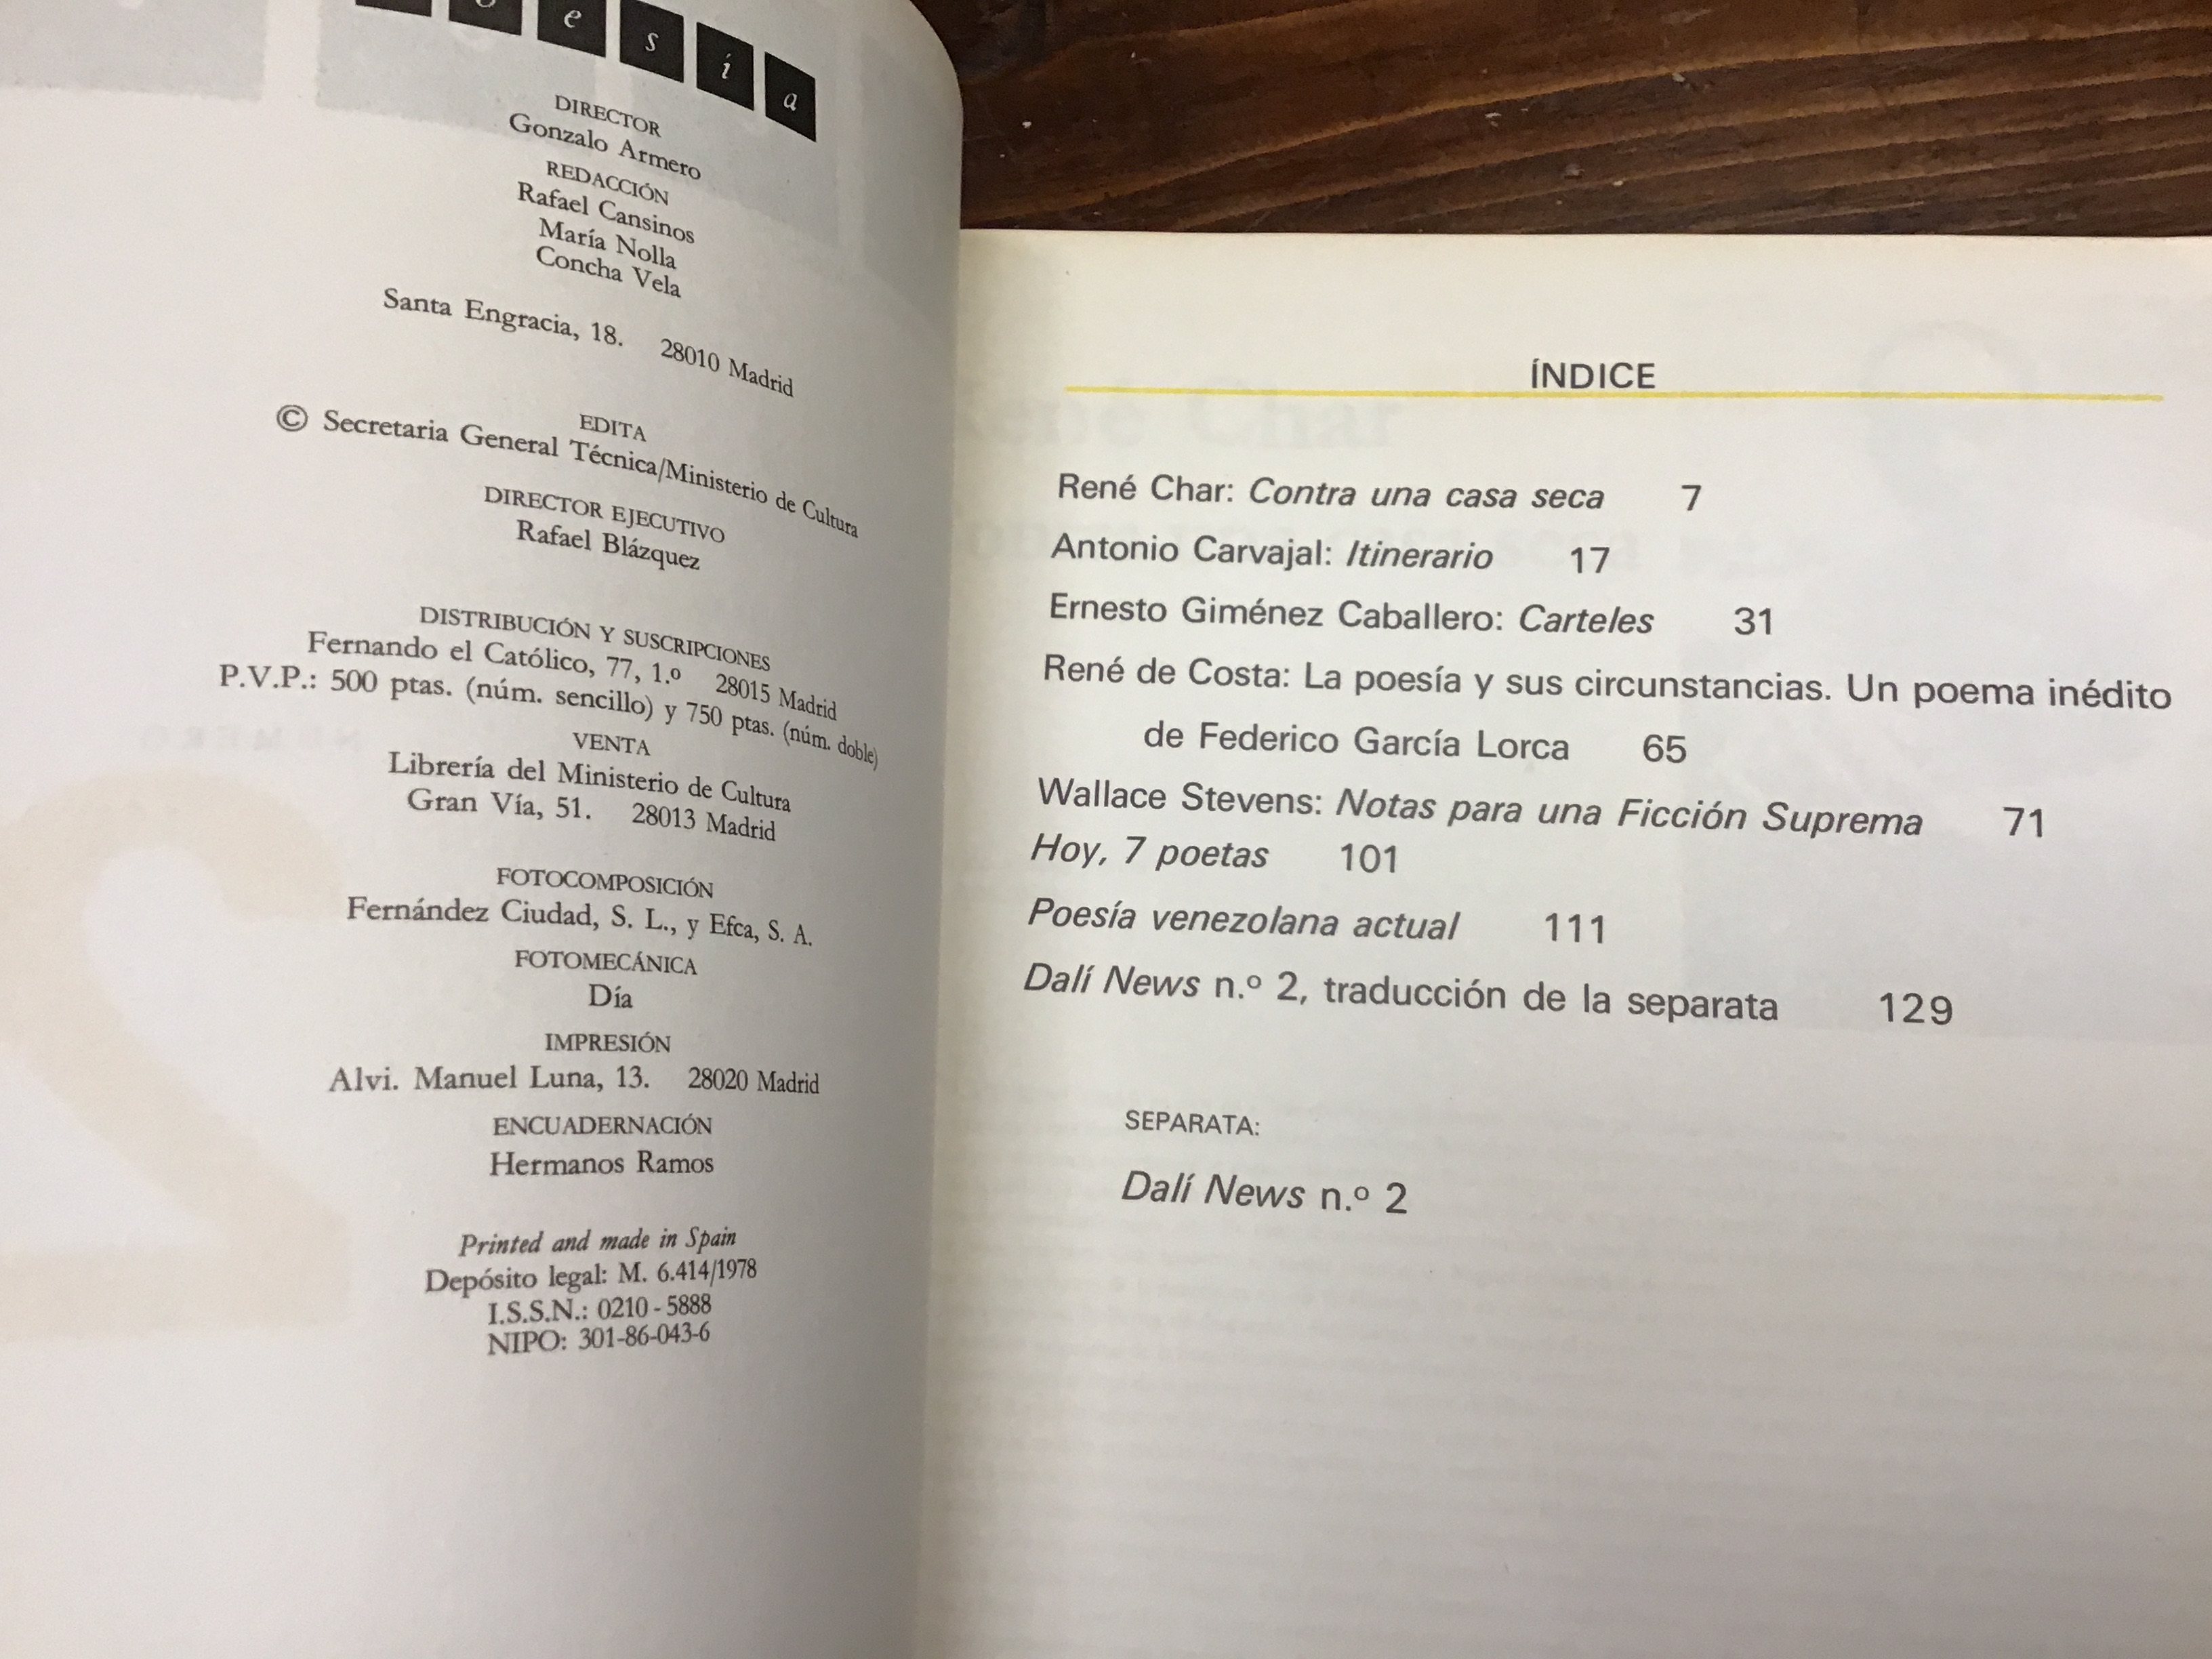 o e s í a
DIRECTOR
Gonzalo Armero
REDACCIÓN
Rafael Cansinos
María Nolla
Concha Vela
Santa Engracia, 18. 28010 Madrid
EDITA
© Secretaria General Técnica/Ministerio de Cultura
DIRECTOR EJECUTIVO
Rafael Blázquez
DISTRIBUCIÓN Y SUSCRIPCIONES
Fernando el Católico, 77, 1.º 28015 Madrid
P.V.P.: 500 ptas. (núm. sencillo) y 750 ptas. (núm. doble)
VENTA
Librería del Ministerio de Cultura
Gran Vía, 51. 28013 Madrid
FOTOCOMPOSICIÓN
Fernández Ciudad, S. L., y Efca, S. A.
FOTOMECÁNICA
Día
IMPRESIÓN
Alvi. Manuel Luna, 13. 28020 Madrid
ENCUADERNACIÓN
Hermanos Ramos
Printed and made in Spain
Depósito legal: M. 6.414/1978
I.S.S.N.: 0210-5888
NIPO: 301-86-043-6
ÍNDICE
René Char: Contra una casa seca 7
Antonio Carvajal: Itinerario 17
Ernesto Giménez Caballero: Carteles 31
René de Costa: La poesía y sus circunstancias. Un poema inédito
de Federico García Lorca 65
Wallace Stevens: Notas para una Ficción Suprema 71
Hoy, 7 poetas 101
Poesía venezolana actual 111
Dalí News n.º 2, traducción de la separata 129
SEPARATA:
Dalí News n.º 2